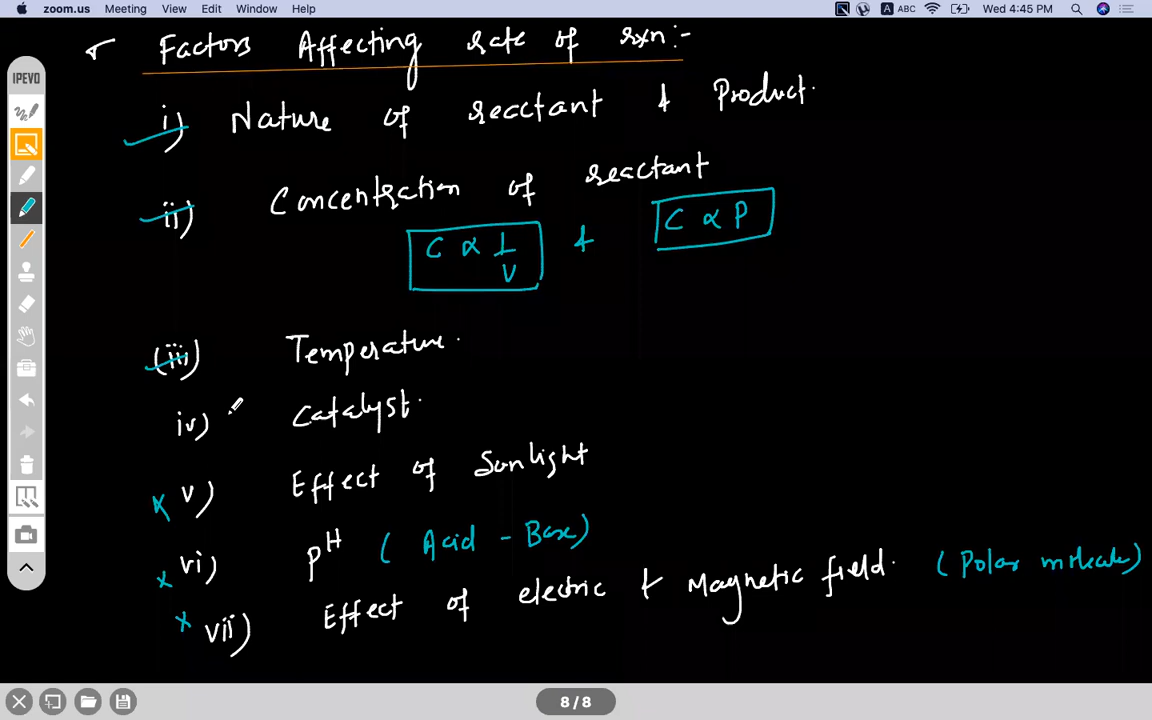 zoom.us Meeting View Edit Window Help A ABC Wed 4:45 PM
IPEVO
Factors Affecting rate of rxn:-
i) Nature of reactant & Product.
ii) Concentration of reactant
C ∝ 1/V & C ∝ P
(iii) Temperature.
iv) Catalyst.
x v) Effect of Sunlight
x vi) pH (Acid - Base)
x vii) Effect of electric & Magnetic field. (Polar molecule)
8 / 8